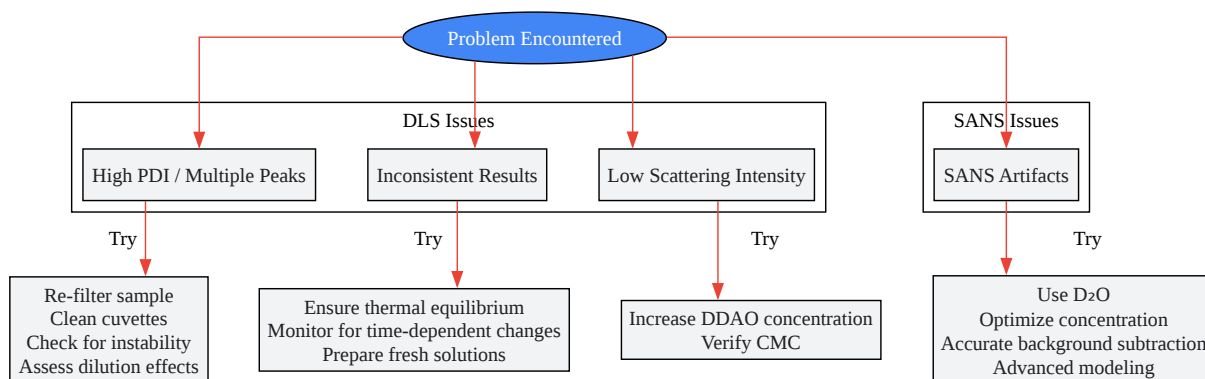 Problem Encountered
DLS Issues
SANS Issues
High PDI / Multiple Peaks
Inconsistent Results
Low Scattering Intensity
SANS Artifacts
Try
Try
Try
Try
Re-filter sample
Clean cuvettes
Check for instability
Assess dilution effects
Ensure thermal equilibrium
Monitor for time-dependent changes
Prepare fresh solutions
Increase DDAO concentration
Verify CMC
Use D₂O
Optimize concentration
Accurate background subtraction
Advanced modeling